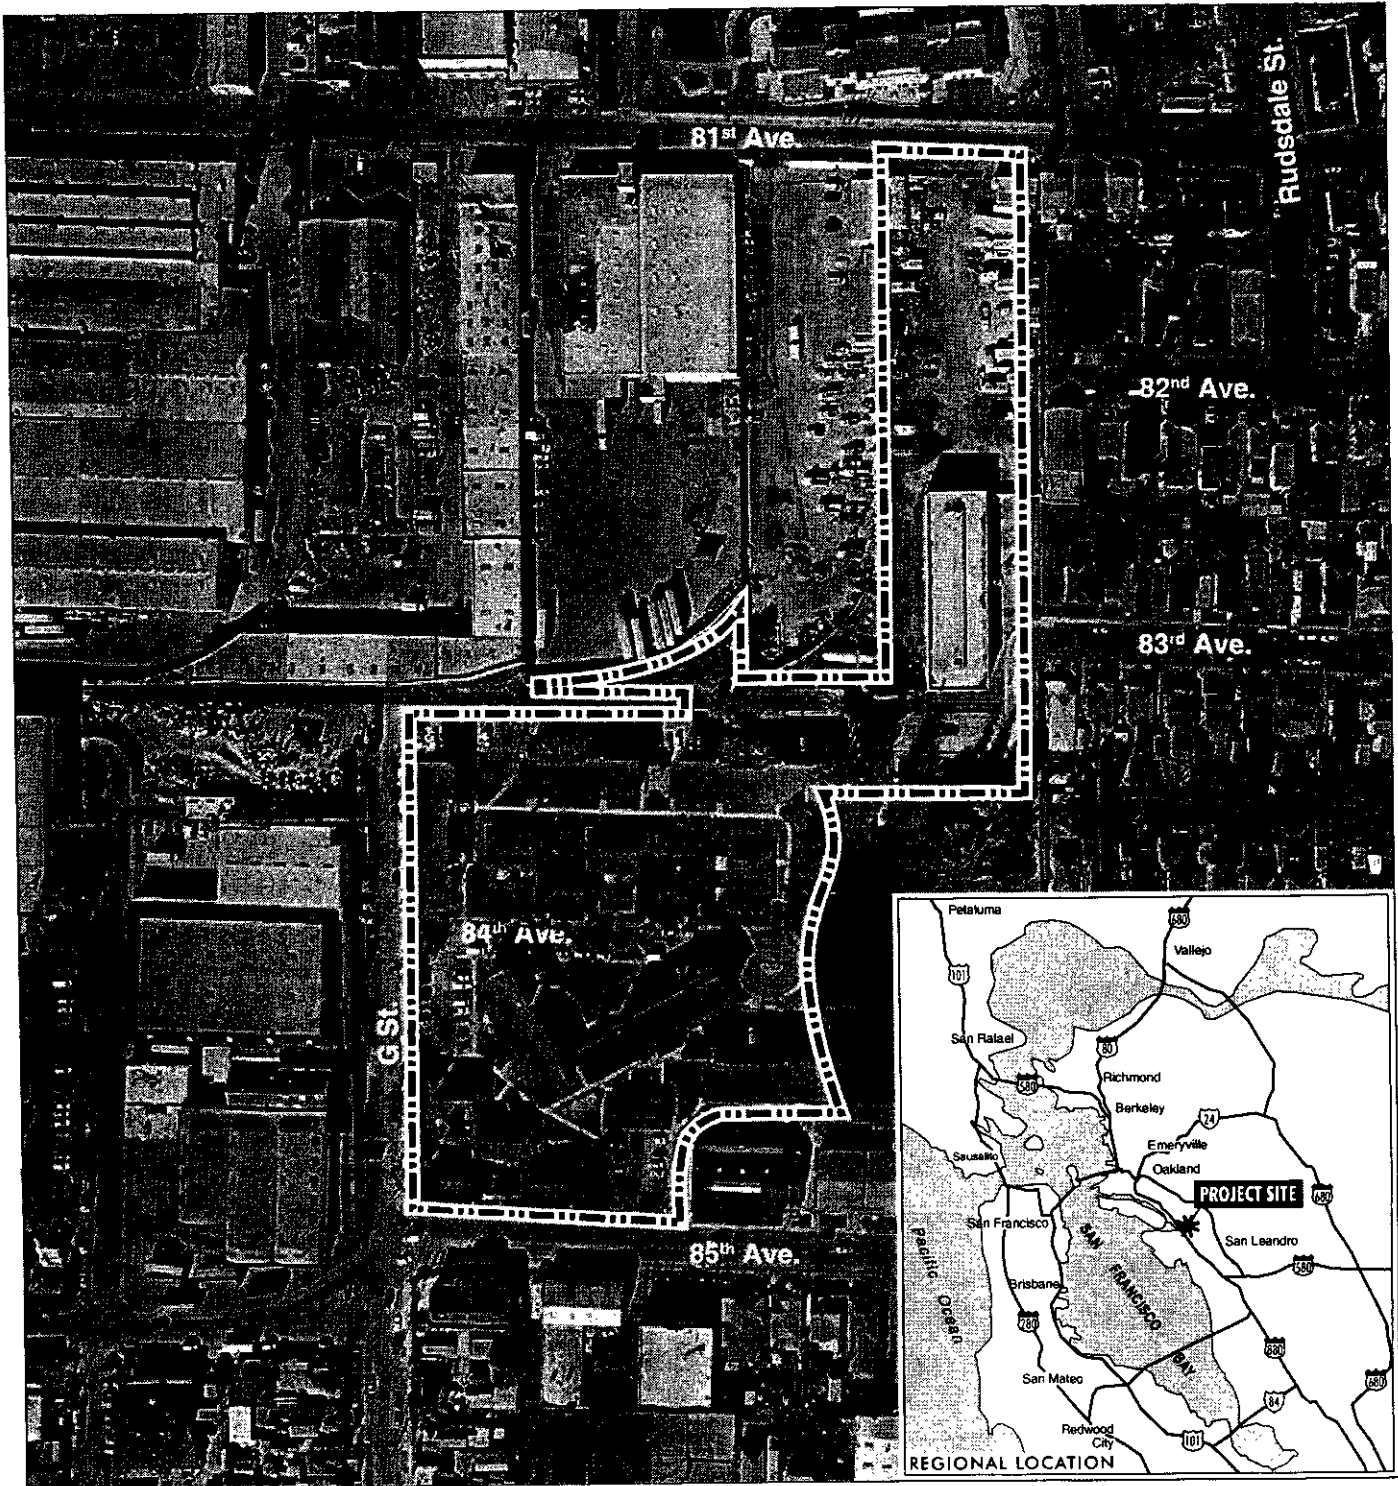 81st Ave.
Rudsdale St.
82nd Ave.
83rd Ave.
84th Ave.
G St.
85th Ave.
Petaluma
680
Vallejo
101
San Rafael
80
580
Richmond
Berkeley
24
Emeryville
Sausalito
Oakland
PROJECT SITE
680
San Francisco
SAN
FRANCISCO
BAY
San Leandro
Pacific Ocean
580
Brisbane
280
880
San Mateo
680
84
Redwood
City
101
REGIONAL LOCATION